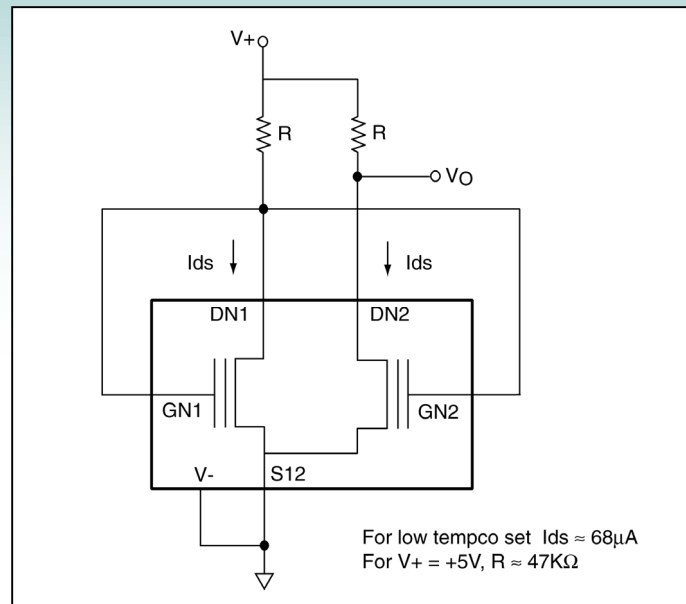 V+
R
R
VO
Ids
Ids
DN1
DN2
GN1
GN2
V-
S12
For low tempco set Ids ≈ 68µA
For V+ = +5V, R ≈ 47KΩ